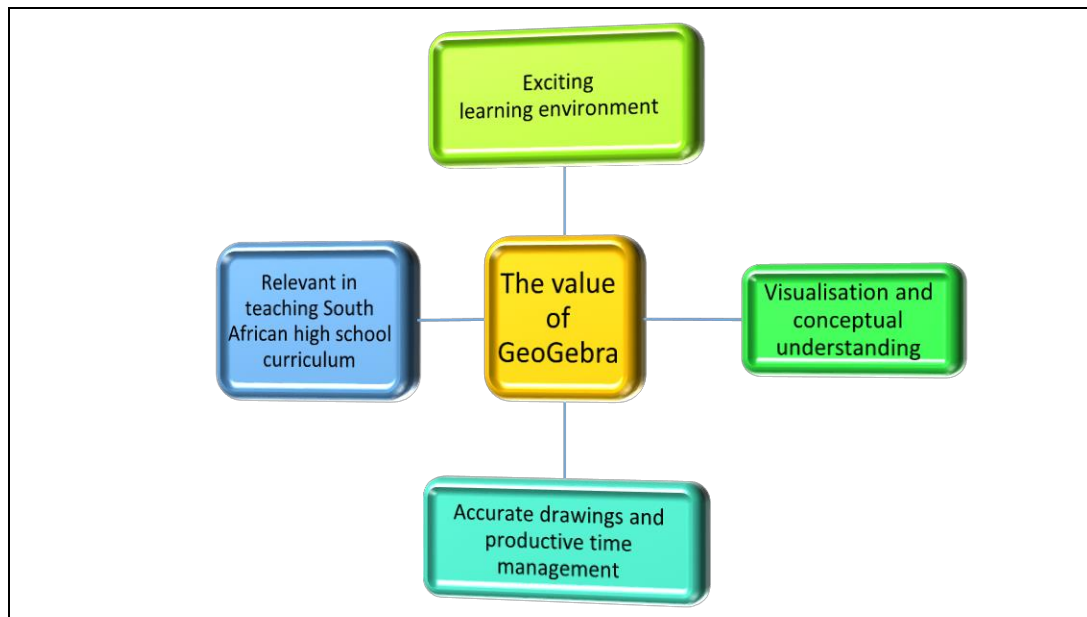 Exciting
learning environment
Relevant in
teaching South
African high school
curriculum
The value
of
GeoGebra
Visualisation and
conceptual
understanding
Accurate drawings and
productive time
management